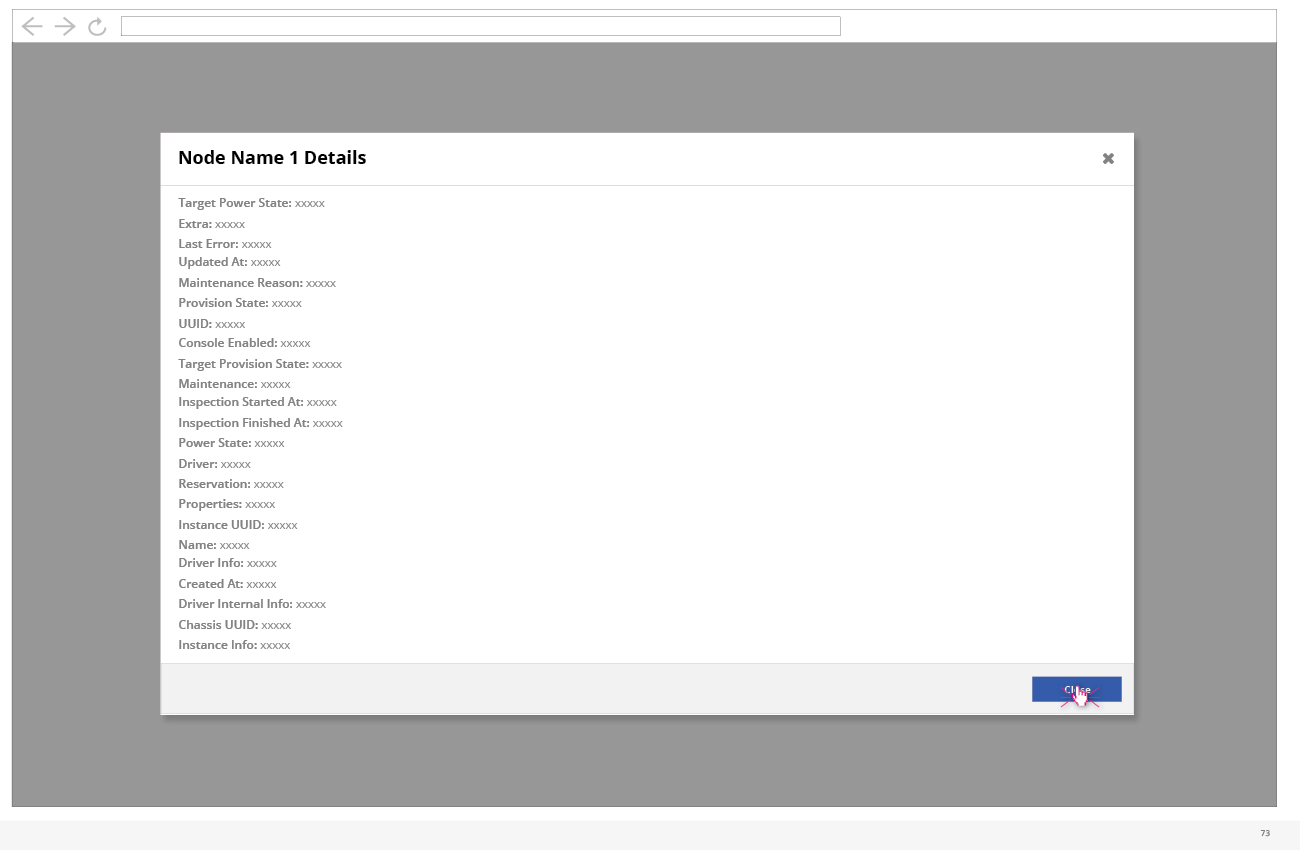 Node Name 1 Details
Target Power State: xxxxx
Extra: xxxxx
Last Error: xxxxx
Updated At: xxxxx
Maintenance Reason: xxxxx
Provision State: xxxxx
UUID: xxxxx
Console Enabled: xxxxx
Target Provision State: xxxxx
Maintenance: xxxxx
Inspection Started At: xxxxx
Inspection Finished At: xxxxx
Power State: xxxxx
Driver: xxxxx
Reservation: xxxxx
Properties: xxxxx
Instance UUID: xxxxx
Name: xxxxx
Driver Info: xxxxx
Created At: xxxxx
Driver Internal Info: xxxxx
Chassis UUID: xxxxx
Instance Info: xxxxx
Close
73